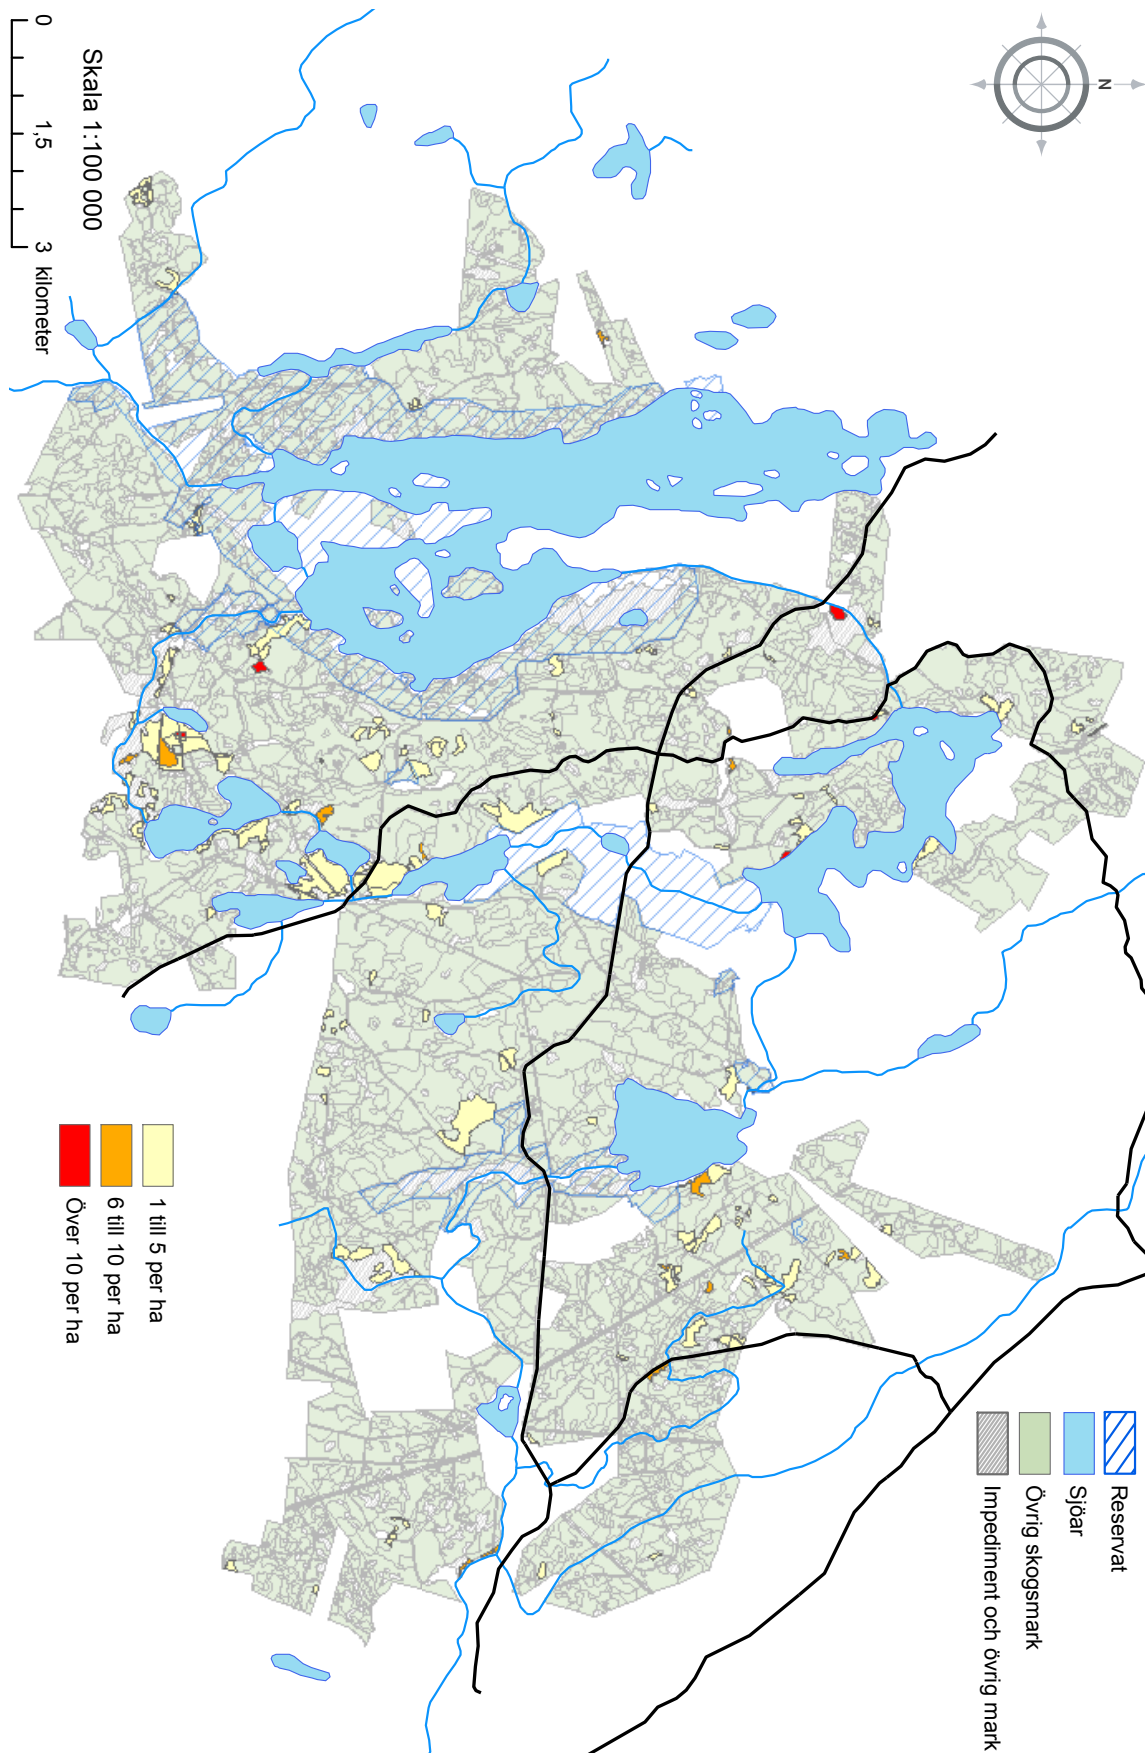 N
Skala 1:100 000
0 1,5 3 kilometer
1 till 5 per ha
6 till 10 per ha
Över 10 per ha
Reservat
Sjöar
Övrig skogsmark
Impediment och övrig mark